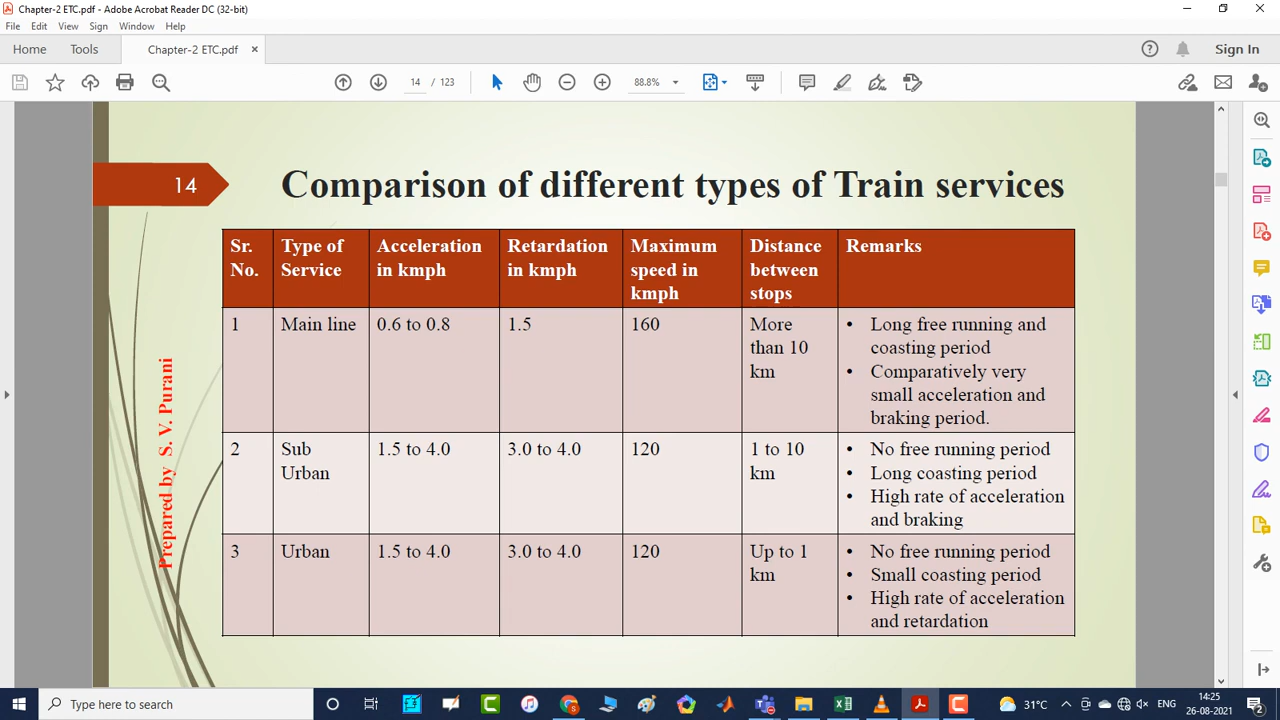 Chapter-2 ETC.pdf - Adobe Acrobat Reader DC (32-bit)
File Edit View Sign Window Help
Home Tools Chapter-2 ETC.pdf × Sign In
14 / 123 88.8%
14
Comparison of different types of Train services
Prepared by S. V. Purani
Sr. No. Type of Service Acceleration in kmph Retardation in kmph Maximum speed in kmph Distance between stops Remarks
1 Main line 0.6 to 0.8 1.5 160 More than 10 km
• Long free running and
coasting period
• Comparatively very
small acceleration and
braking period.
2 Sub Urban 1.5 to 4.0 3.0 to 4.0 120 1 to 10 km
• No free running period
• Long coasting period
• High rate of acceleration
and braking
3 Urban 1.5 to 4.0 3.0 to 4.0 120 Up to 1 km
• No free running period
• Small coasting period
• High rate of acceleration
and retardation
Type here to search
31°C ENG
14:25
26-08-2021
2